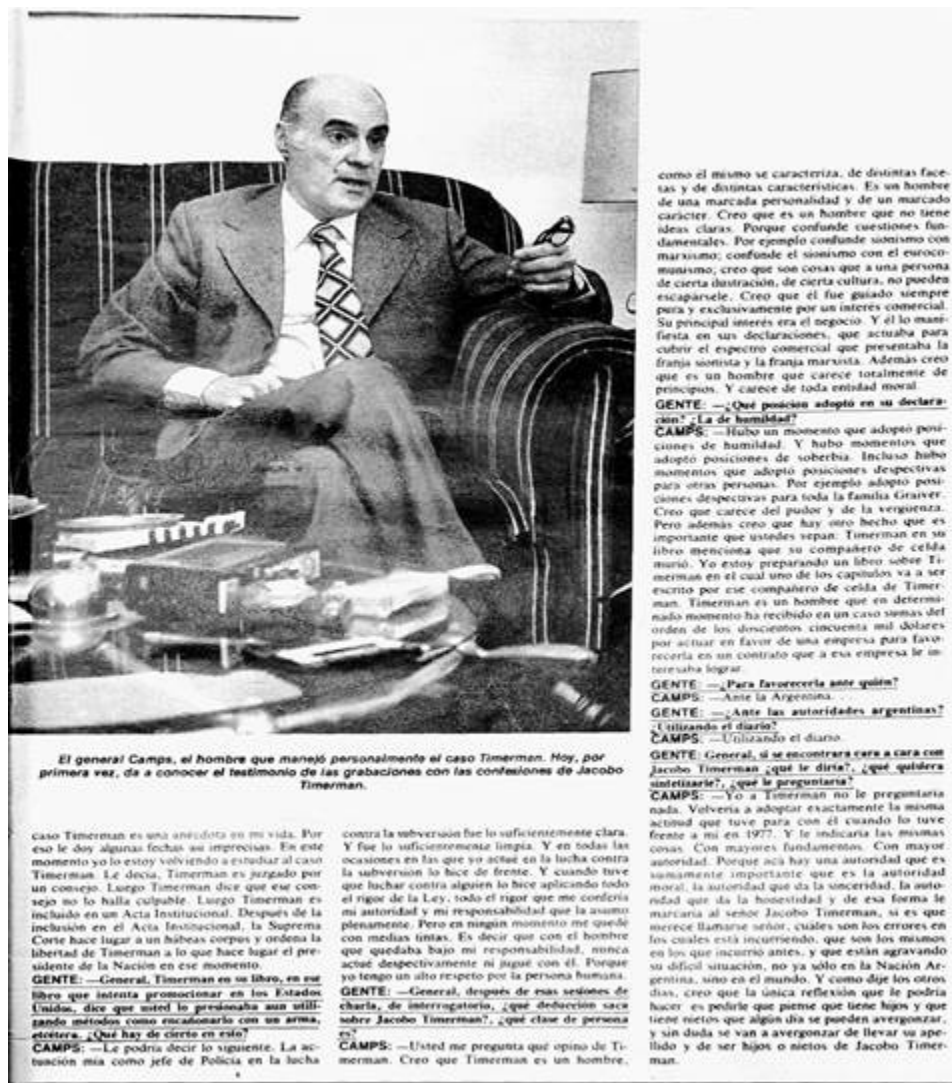 El general Camps, el hombre que manejó personalmente el caso Timerman. Hoy, por
primera vez, da a conocer el testimonio de las grabaciones con las confesiones de Jacobo
Timerman.
caso Timerman es una anécdota en mi vida. Por
eso le doy algunas fechas así imprecisas. En este
momento yo lo estoy volviendo a estudiar al caso
Timerman. Le decía, Timerman es juzgado por
un consejo. Luego Timerman dice que ese con-
sejo no lo halla culpable. Luego Timerman es
incluido en un Acta Institucional. Después de la
inclusión en el Acta Institucional, la Suprema
Corte hace lugar a un hábeas corpus y ordena la
libertad de Timerman a lo que hace lugar el pre-
sidente de la Nación en ese momento.
GENTE: —General, Timerman en su libro, en ese
libro que intenta promocionar en los Estados
Unidos, dice que usted lo presionaba aun utili-
zando métodos como encañonarlo con un arma,
etcétera. ¿Qué hay de cierto en esto?
CAMPS: —Le podría decir lo siguiente. La ac-
tuación mía como jefe de Policía en la lucha
contra la subversión fue lo suficientemente clara.
Y fue lo suficientemente limpia. Y en todas las
ocasiones en las que yo actué en la lucha contra
la subversión lo hice de frente. Y cuando tuve
que luchar contra alguien lo hice aplicando todo
el rigor de la Ley, todo el rigor que me confería
mi autoridad y mi responsabilidad que la asumo
plenamente. Pero en ningún momento me quedé
con medias tintas. Es decir que con el hombre
que quedaba bajo mi responsabilidad, nunca
actué despectivamente ni jugué con él. Porque
yo tengo un alto respeto por la persona humana.
GENTE: —General, después de esas sesiones de
charla, de interrogatorio, ¿qué deducción saca
sobre Jacobo Timerman?, ¿qué clase de persona
es?
CAMPS: —Usted me pregunta qué opino de Ti-
merman. Creo que Timerman es un hombre,
como él mismo se caracteriza, de distintas face-
tas y de distintas características. Es un hombre
de una marcada personalidad y de un marcado
carácter. Creo que es un hombre que no tiene
ideas claras. Porque confunde cuestiones fun-
damentales. Por ejemplo confunde sionismo con
marxismo; confunde el sionismo con el euroco-
munismo; creo que son cosas que a una persona
de cierta ilustración, de cierta cultura, no pueden
escapársele. Creo que él fue guiado siempre
pura y exclusivamente por un interés comercial.
Su principal interés era el negocio. Y él lo mani-
fiesta en sus declaraciones, que actuaba para
cubrir el espectro comercial que presentaba la
franja sionista y la franja marxista. Además creo
que es un hombre que carece totalmente de
principios. Y carece de toda entidad moral.
GENTE: —¿Qué posición adoptó en su declara-
ción? ¿La de humildad?
CAMPS: —Hubo un momento que adoptó posi-
ciones de humildad. Y hubo momentos que
adoptó posiciones de soberbia. Incluso hubo
momentos que adoptó posiciones despectivas
para otras personas. Por ejemplo adoptó posi-
ciones despectivas para toda la familia Graiver.
Creo que carece del pudor y de la vergüenza.
Pero además creo que hay otro hecho que es
importante que ustedes sepan: Timerman en su
libro menciona que su compañero de celda
murió. Yo estoy preparando un libro sobre Ti-
merman en el cual uno de los capítulos va a ser
escrito por ese compañero de celda de Timer-
man. Timerman es un hombre que en determi-
nado momento ha recibido en un caso sumas del
orden de los doscientos cincuenta mil dólares
por actuar en favor de una empresa para favo-
recerla en un contrato que a esa empresa le in-
teresaba lograr.
GENTE: —¿Para favorecerla ante quién?
CAMPS: —Ante la Argentina. . .
GENTE: —¿Ante las autoridades argentinas?
¿Utilizando el diario?
CAMPS: —Utilizando el diario.
GENTE: General, si se encontrara cara a cara con
Jacobo Timerman ¿qué le diría?, ¿qué quisiera
sintetizarle?, ¿qué le preguntaría?
CAMPS: —Yo a Timerman no le preguntaría
nada. Volvería a adoptar exactamente la misma
actitud que tuve para con él cuando lo tuve
frente a mí en 1977. Y le indicaría las mismas
cosas. Con mayores fundamentos. Con mayor
autoridad. Porque acá hay una autoridad que es
sumamente importante que es la autoridad
moral, la autoridad que da la sinceridad, la auto-
ridad que da la honestidad y de esa forma le
marcaría al señor Jacobo Timerman, si es que
merece llamarse señor, cuáles son los errores en
los cuales está incurriendo, que son los mismos
en los que incurrió antes, y que están agravando
su difícil situación, no ya sólo en la Nación Ar-
gentina, sino en el mundo. Y como dije los otros
días, creo que la única reflexión que le podría
hacer es pedirle que piense que tiene hijos y que
tiene nietos que algún día se pueden avergonzar,
y sin duda se van a avergonzar de llevar su ape-
llido y de ser hijos o nietos de Jacobo Timer-
man.